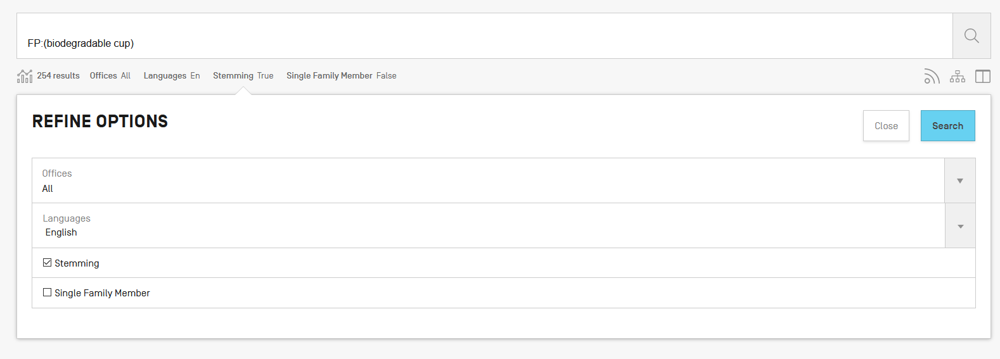 FP:(biodegradable cup)
254 results Offices All Languages En Stemming True Single Family Member False
REFINE OPTIONS
Close Search
Offices
All
Languages
English
Stemming
Single Family Member